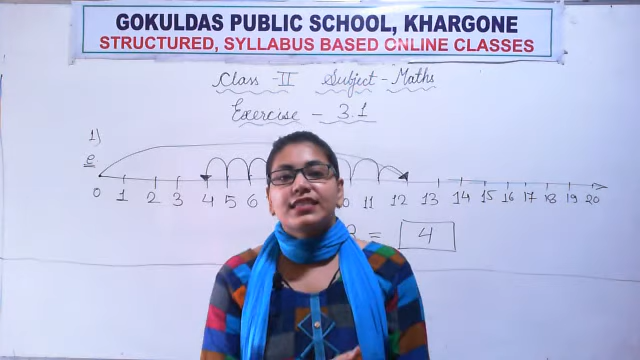 GOKULDAS PUBLIC SCHOOL, KHARGONE
STRUCTURED, SYLLABUS BASED ONLINE CLASSES
Class - II Subject - Maths
Exercise - 3.1
1)
e
0 1 2 3 4 5 6 11 12 13 14 15 16 17 18 19 20
= 4